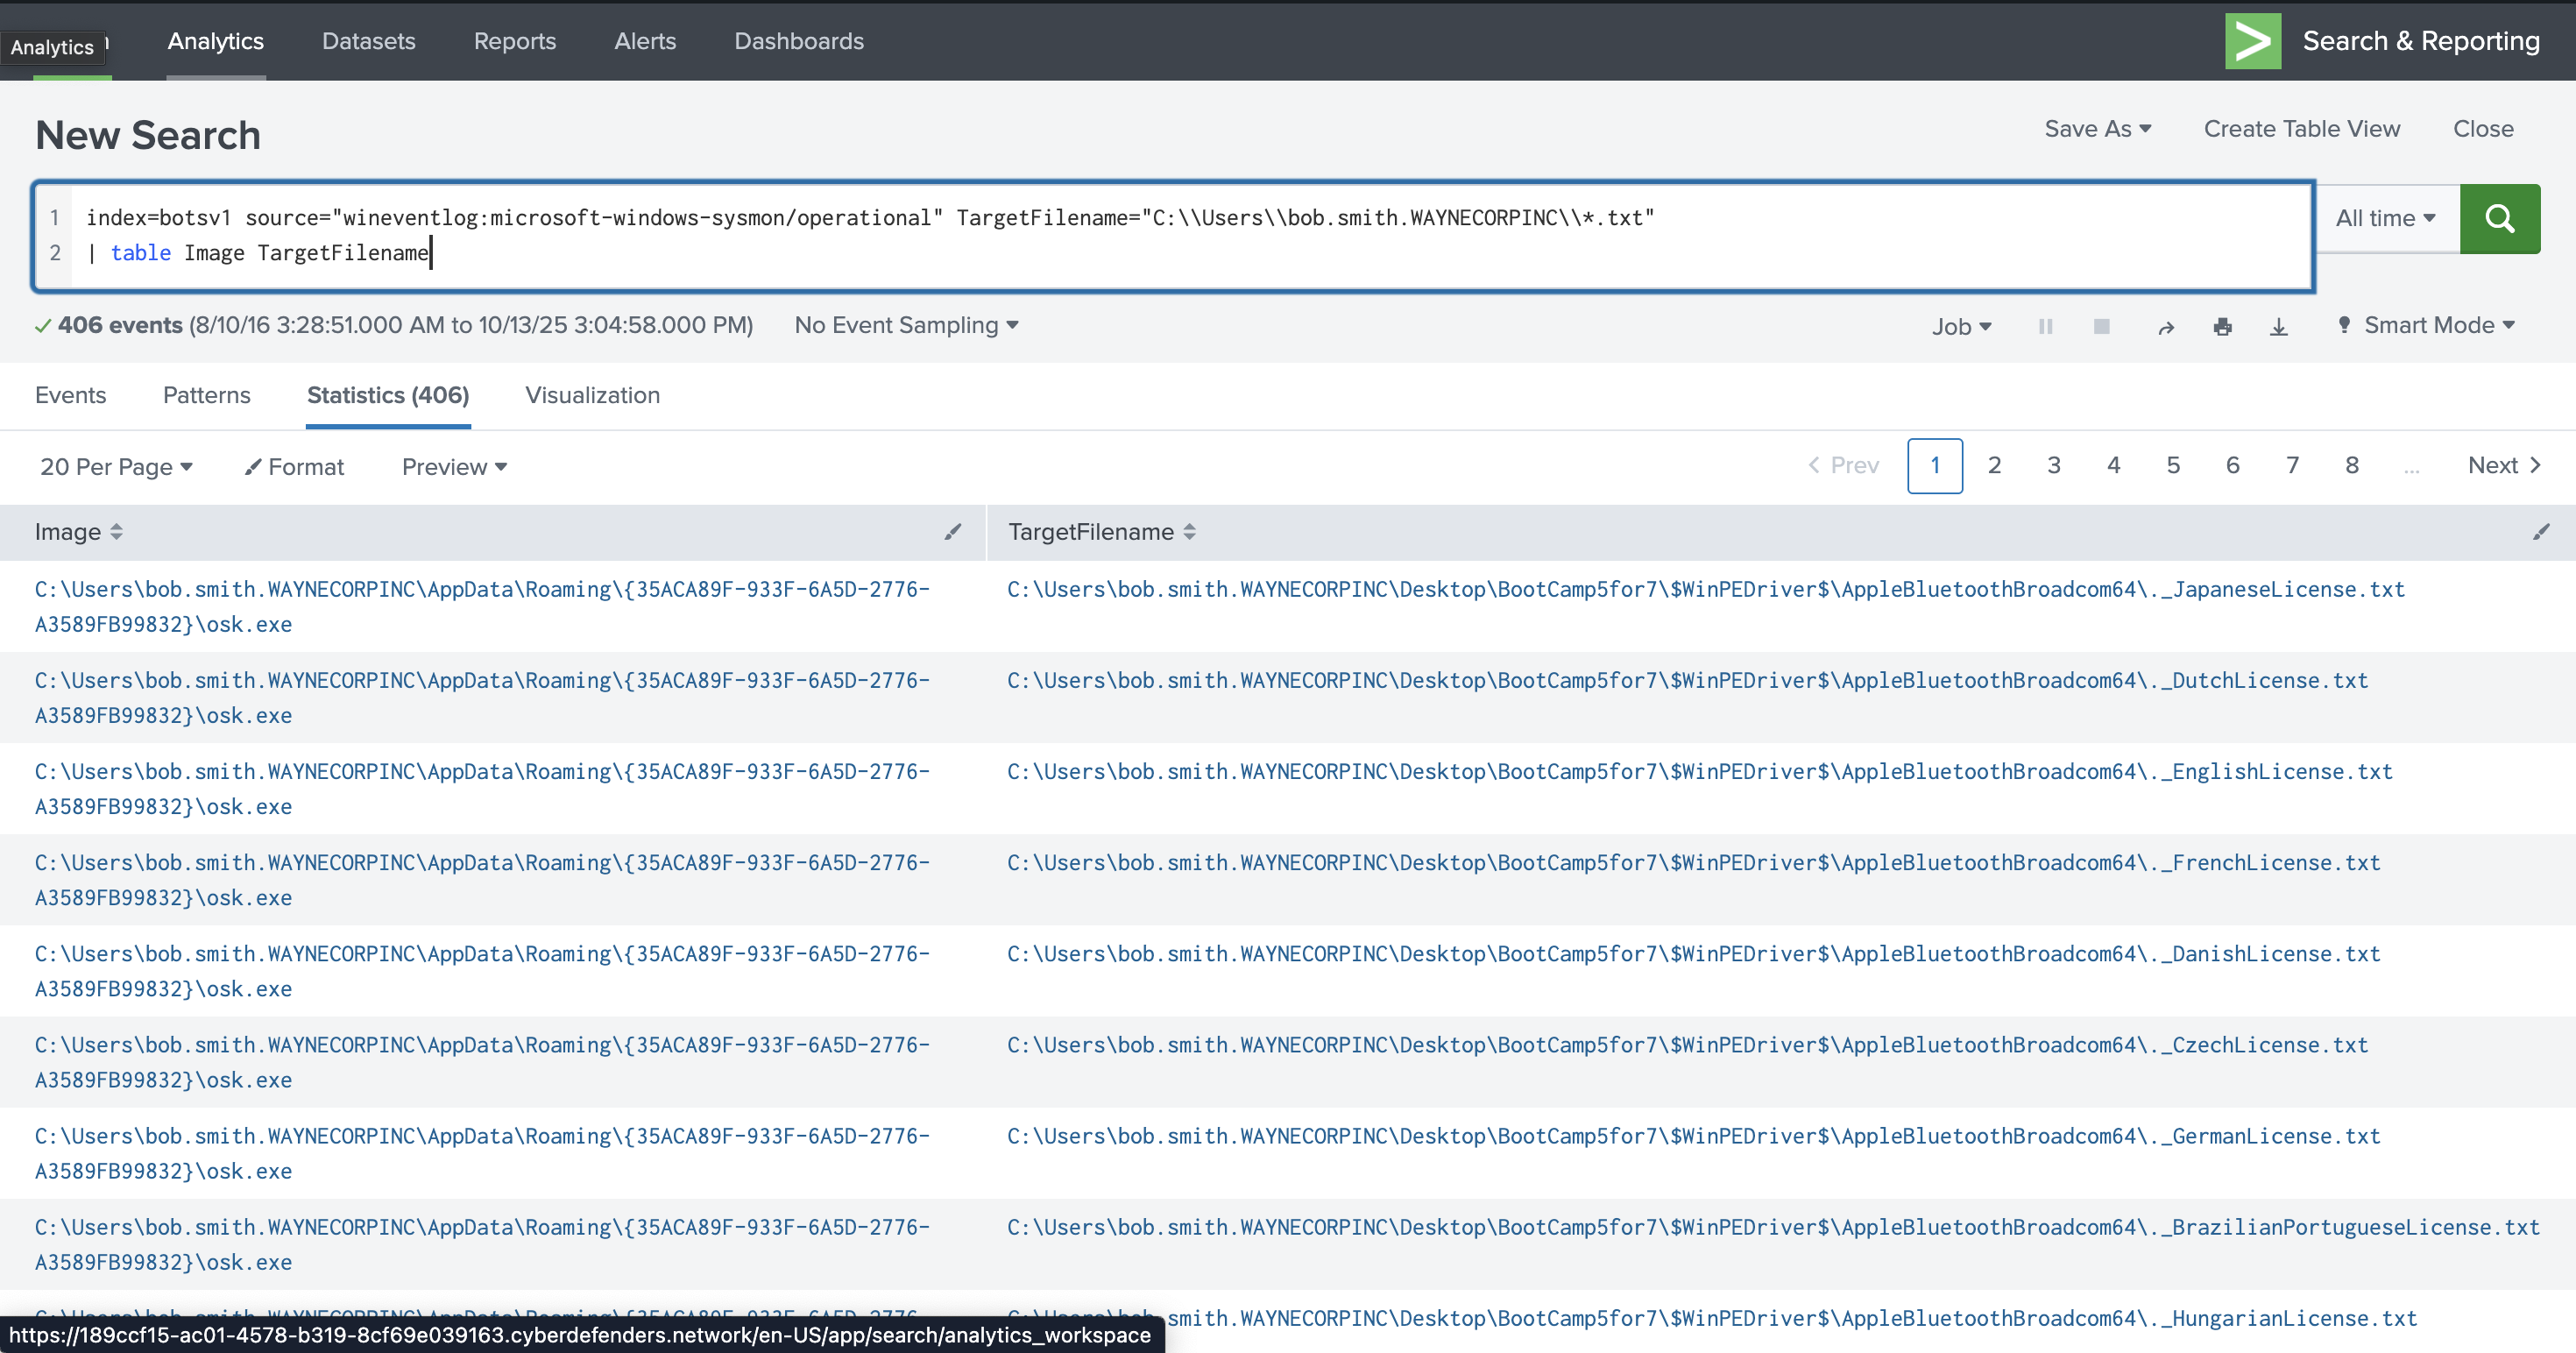 Analytics
Analytics Datasets Reports Alerts Dashboards
Search & Reporting
New Search
Save As Create Table View Close
1 index=botsv1 source="wineventlog:microsoft-windows-sysmon/operational" TargetFilename="C:\\Users\\bob.smith.WAYNECORPINC\\*.txt"
2 | table Image TargetFilename
All time
406 events (8/10/16 3:28:51.000 AM to 10/13/25 3:04:58.000 PM) No Event Sampling
Job Smart Mode
Events Patterns Statistics (406) Visualization
20 Per Page Format Preview
Prev 1 2 3 4 5 6 7 8 ... Next
Image TargetFilename
C:\Users\bob.smith.WAYNECORPINC\AppData\Roaming\{35ACA89F-933F-6A5D-2776- C:\Users\bob.smith.WAYNECORPINC\Desktop\BootCamp5for7\$WinPEDriver$\AppleBluetoothBroadcom64\._JapaneseLicense.txt
A3589FB99832}\osk.exe
C:\Users\bob.smith.WAYNECORPINC\AppData\Roaming\{35ACA89F-933F-6A5D-2776- C:\Users\bob.smith.WAYNECORPINC\Desktop\BootCamp5for7\$WinPEDriver$\AppleBluetoothBroadcom64\._DutchLicense.txt
A3589FB99832}\osk.exe
C:\Users\bob.smith.WAYNECORPINC\AppData\Roaming\{35ACA89F-933F-6A5D-2776- C:\Users\bob.smith.WAYNECORPINC\Desktop\BootCamp5for7\$WinPEDriver$\AppleBluetoothBroadcom64\._EnglishLicense.txt
A3589FB99832}\osk.exe
C:\Users\bob.smith.WAYNECORPINC\AppData\Roaming\{35ACA89F-933F-6A5D-2776- C:\Users\bob.smith.WAYNECORPINC\Desktop\BootCamp5for7\$WinPEDriver$\AppleBluetoothBroadcom64\._FrenchLicense.txt
A3589FB99832}\osk.exe
C:\Users\bob.smith.WAYNECORPINC\AppData\Roaming\{35ACA89F-933F-6A5D-2776- C:\Users\bob.smith.WAYNECORPINC\Desktop\BootCamp5for7\$WinPEDriver$\AppleBluetoothBroadcom64\._DanishLicense.txt
A3589FB99832}\osk.exe
C:\Users\bob.smith.WAYNECORPINC\AppData\Roaming\{35ACA89F-933F-6A5D-2776- C:\Users\bob.smith.WAYNECORPINC\Desktop\BootCamp5for7\$WinPEDriver$\AppleBluetoothBroadcom64\._CzechLicense.txt
A3589FB99832}\osk.exe
C:\Users\bob.smith.WAYNECORPINC\AppData\Roaming\{35ACA89F-933F-6A5D-2776- C:\Users\bob.smith.WAYNECORPINC\Desktop\BootCamp5for7\$WinPEDriver$\AppleBluetoothBroadcom64\._GermanLicense.txt
A3589FB99832}\osk.exe
C:\Users\bob.smith.WAYNECORPINC\AppData\Roaming\{35ACA89F-933F-6A5D-2776- C:\Users\bob.smith.WAYNECORPINC\Desktop\BootCamp5for7\$WinPEDriver$\AppleBluetoothBroadcom64\._BrazilianPortugueseLicense.txt
A3589FB99832}\osk.exe
C:\Users\bob.smith.WAYNECORPINC\AppData\Roaming\{35ACA89F-933F-6A5D-2776- C:\Users\bob.smith.WAYNECORPINC\Desktop\BootCamp5for7\$WinPEDriver$\AppleBluetoothBroadcom64\._HungarianLicense.txt
https://189ccf15-ac01-4578-b319-8cf69e039163.cyberdefenders.network/en-US/app/search/analytics_workspace